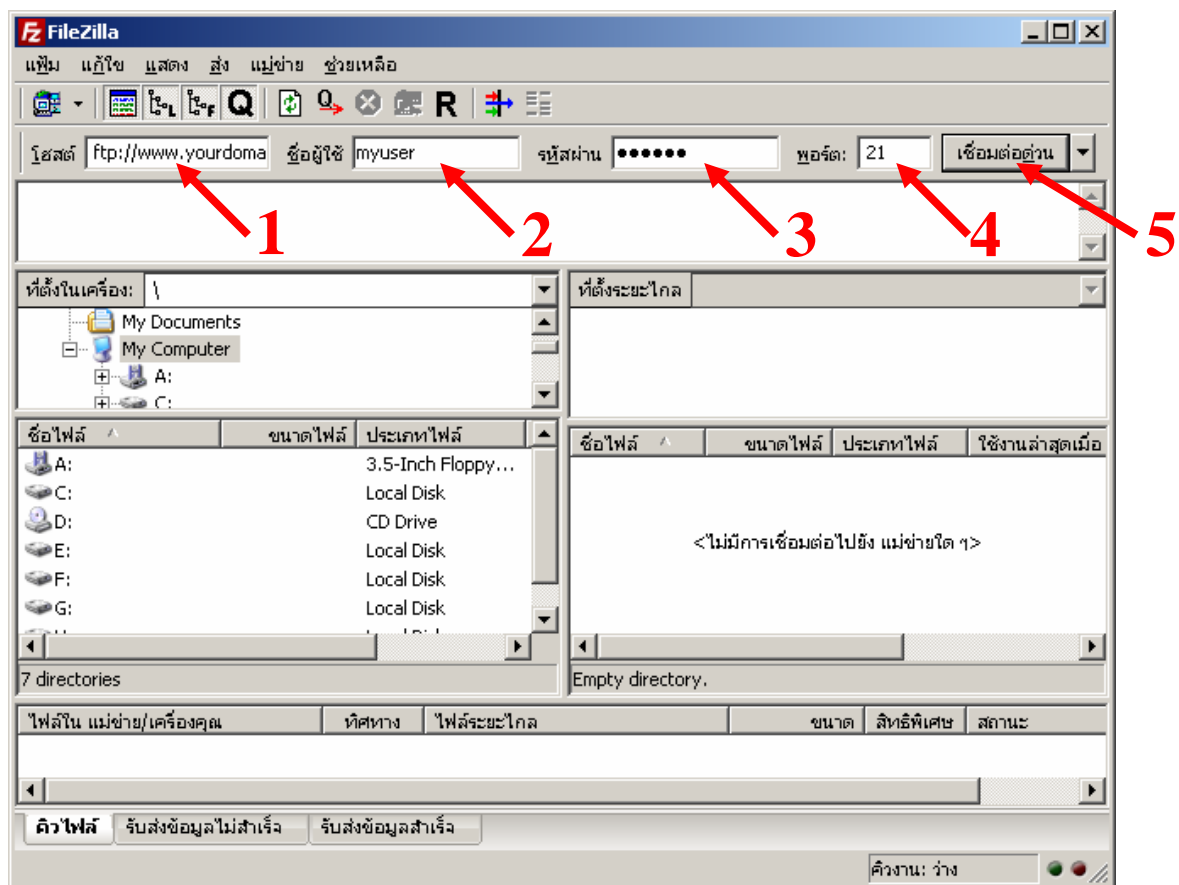 FileZilla
แฟ้ม แก้ใข แสดง ส่ง แม่ข่าย ช่วยเหลือ
L F Q Q R
โฮสต์ ftp://www.yourdoma ชื่อผู้ใช้ myuser รหัสผ่าน ●●●●●● พอร์ต: 21 เชื่อมต่อด่วน
1 2 3 4 5
ที่ตั้งในเครื่อง: \
My Documents
My Computer
A:
C:
ที่ตั้งระยะไกล
ชื่อไฟล์ ขนาดไฟล์ ประเภทไฟล์
A: 3.5-Inch Floppy...
C: Local Disk
D: CD Drive
E: Local Disk
F: Local Disk
G: Local Disk
7 directories
ชื่อไฟล์ ขนาดไฟล์ ประเภทไฟล์ ใช้งานล่าสุดเมื่อ
<ไม่มีการเชื่อมต่อไปยัง แม่ข่ายใด ๆ>
Empty directory.
ไฟล์ใน แม่ข่าย/เครื่องคุณ ทิศทาง ไฟล์ระยะไกล ขนาด สิทธิพิเศษ สถานะ
คิวไฟล์ รับส่งข้อมูลไม่สำเร็จ รับส่งข้อมูลสำเร็จ
คิวงาน: ว่าง